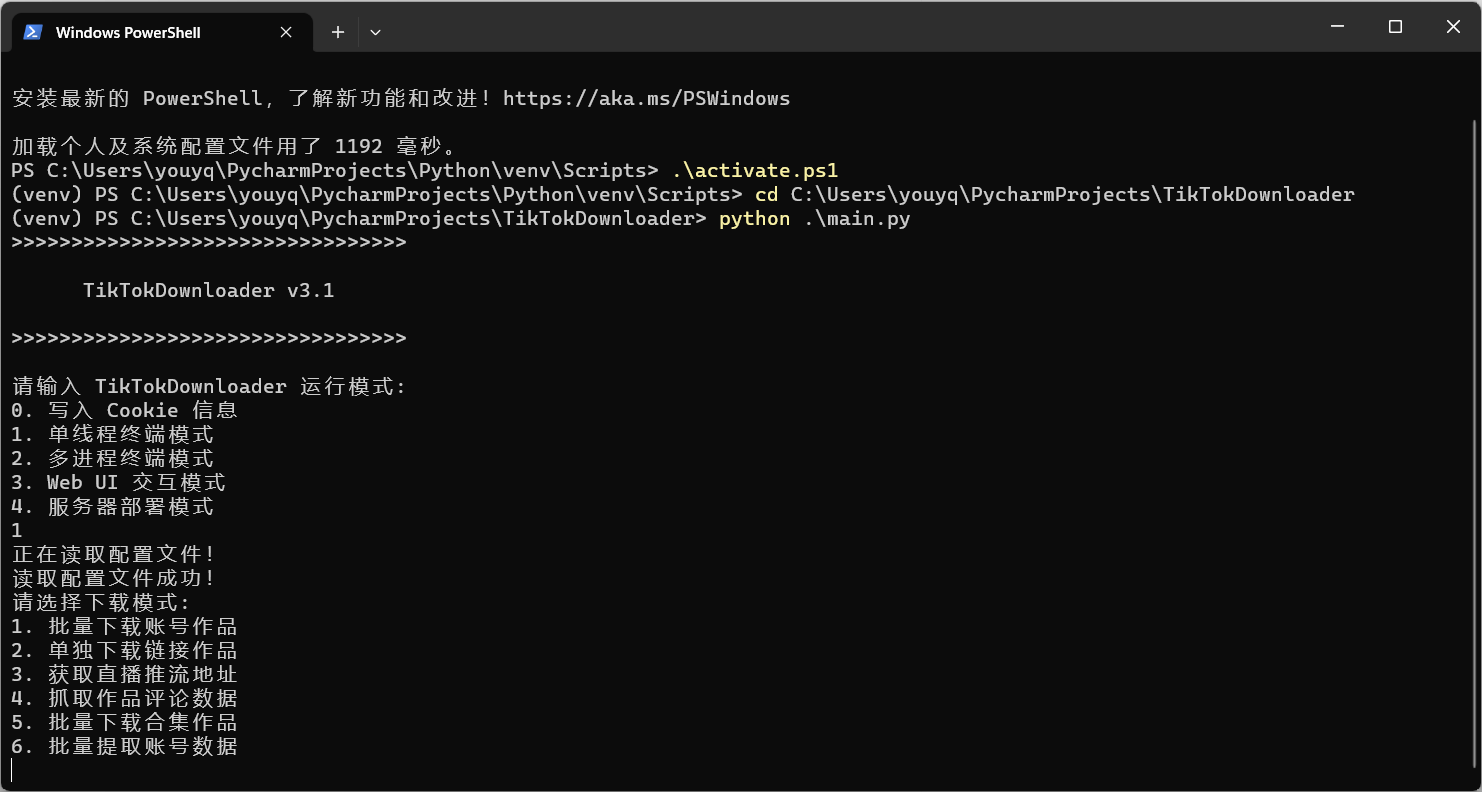 Windows PowerShell
安装最新的 PowerShell，了解新功能和改进！https://aka.ms/PSWindows
加载个人及系统配置文件用了 1192 毫秒。
PS C:\Users\youyq\PycharmProjects\Python\venv\Scripts> .\activate.ps1
(venv) PS C:\Users\youyq\PycharmProjects\Python\venv\Scripts> cd C:\Users\youyq\PycharmProjects\TikTokDownloader
(venv) PS C:\Users\youyq\PycharmProjects\TikTokDownloader> python .\main.py
>>>>>>>>>>>>>>>>>>>>>>>>>>>>>>>>>
TikTokDownloader v3.1
>>>>>>>>>>>>>>>>>>>>>>>>>>>>>>>>>
请输入 TikTokDownloader 运行模式:
0. 写入 Cookie 信息
1. 单线程终端模式
2. 多进程终端模式
3. Web UI 交互模式
4. 服务器部署模式
1
正在读取配置文件！
读取配置文件成功！
请选择下载模式:
1. 批量下载账号作品
2. 单独下载链接作品
3. 获取直播推流地址
4. 抓取作品评论数据
5. 批量下载合集作品
6. 批量提取账号数据